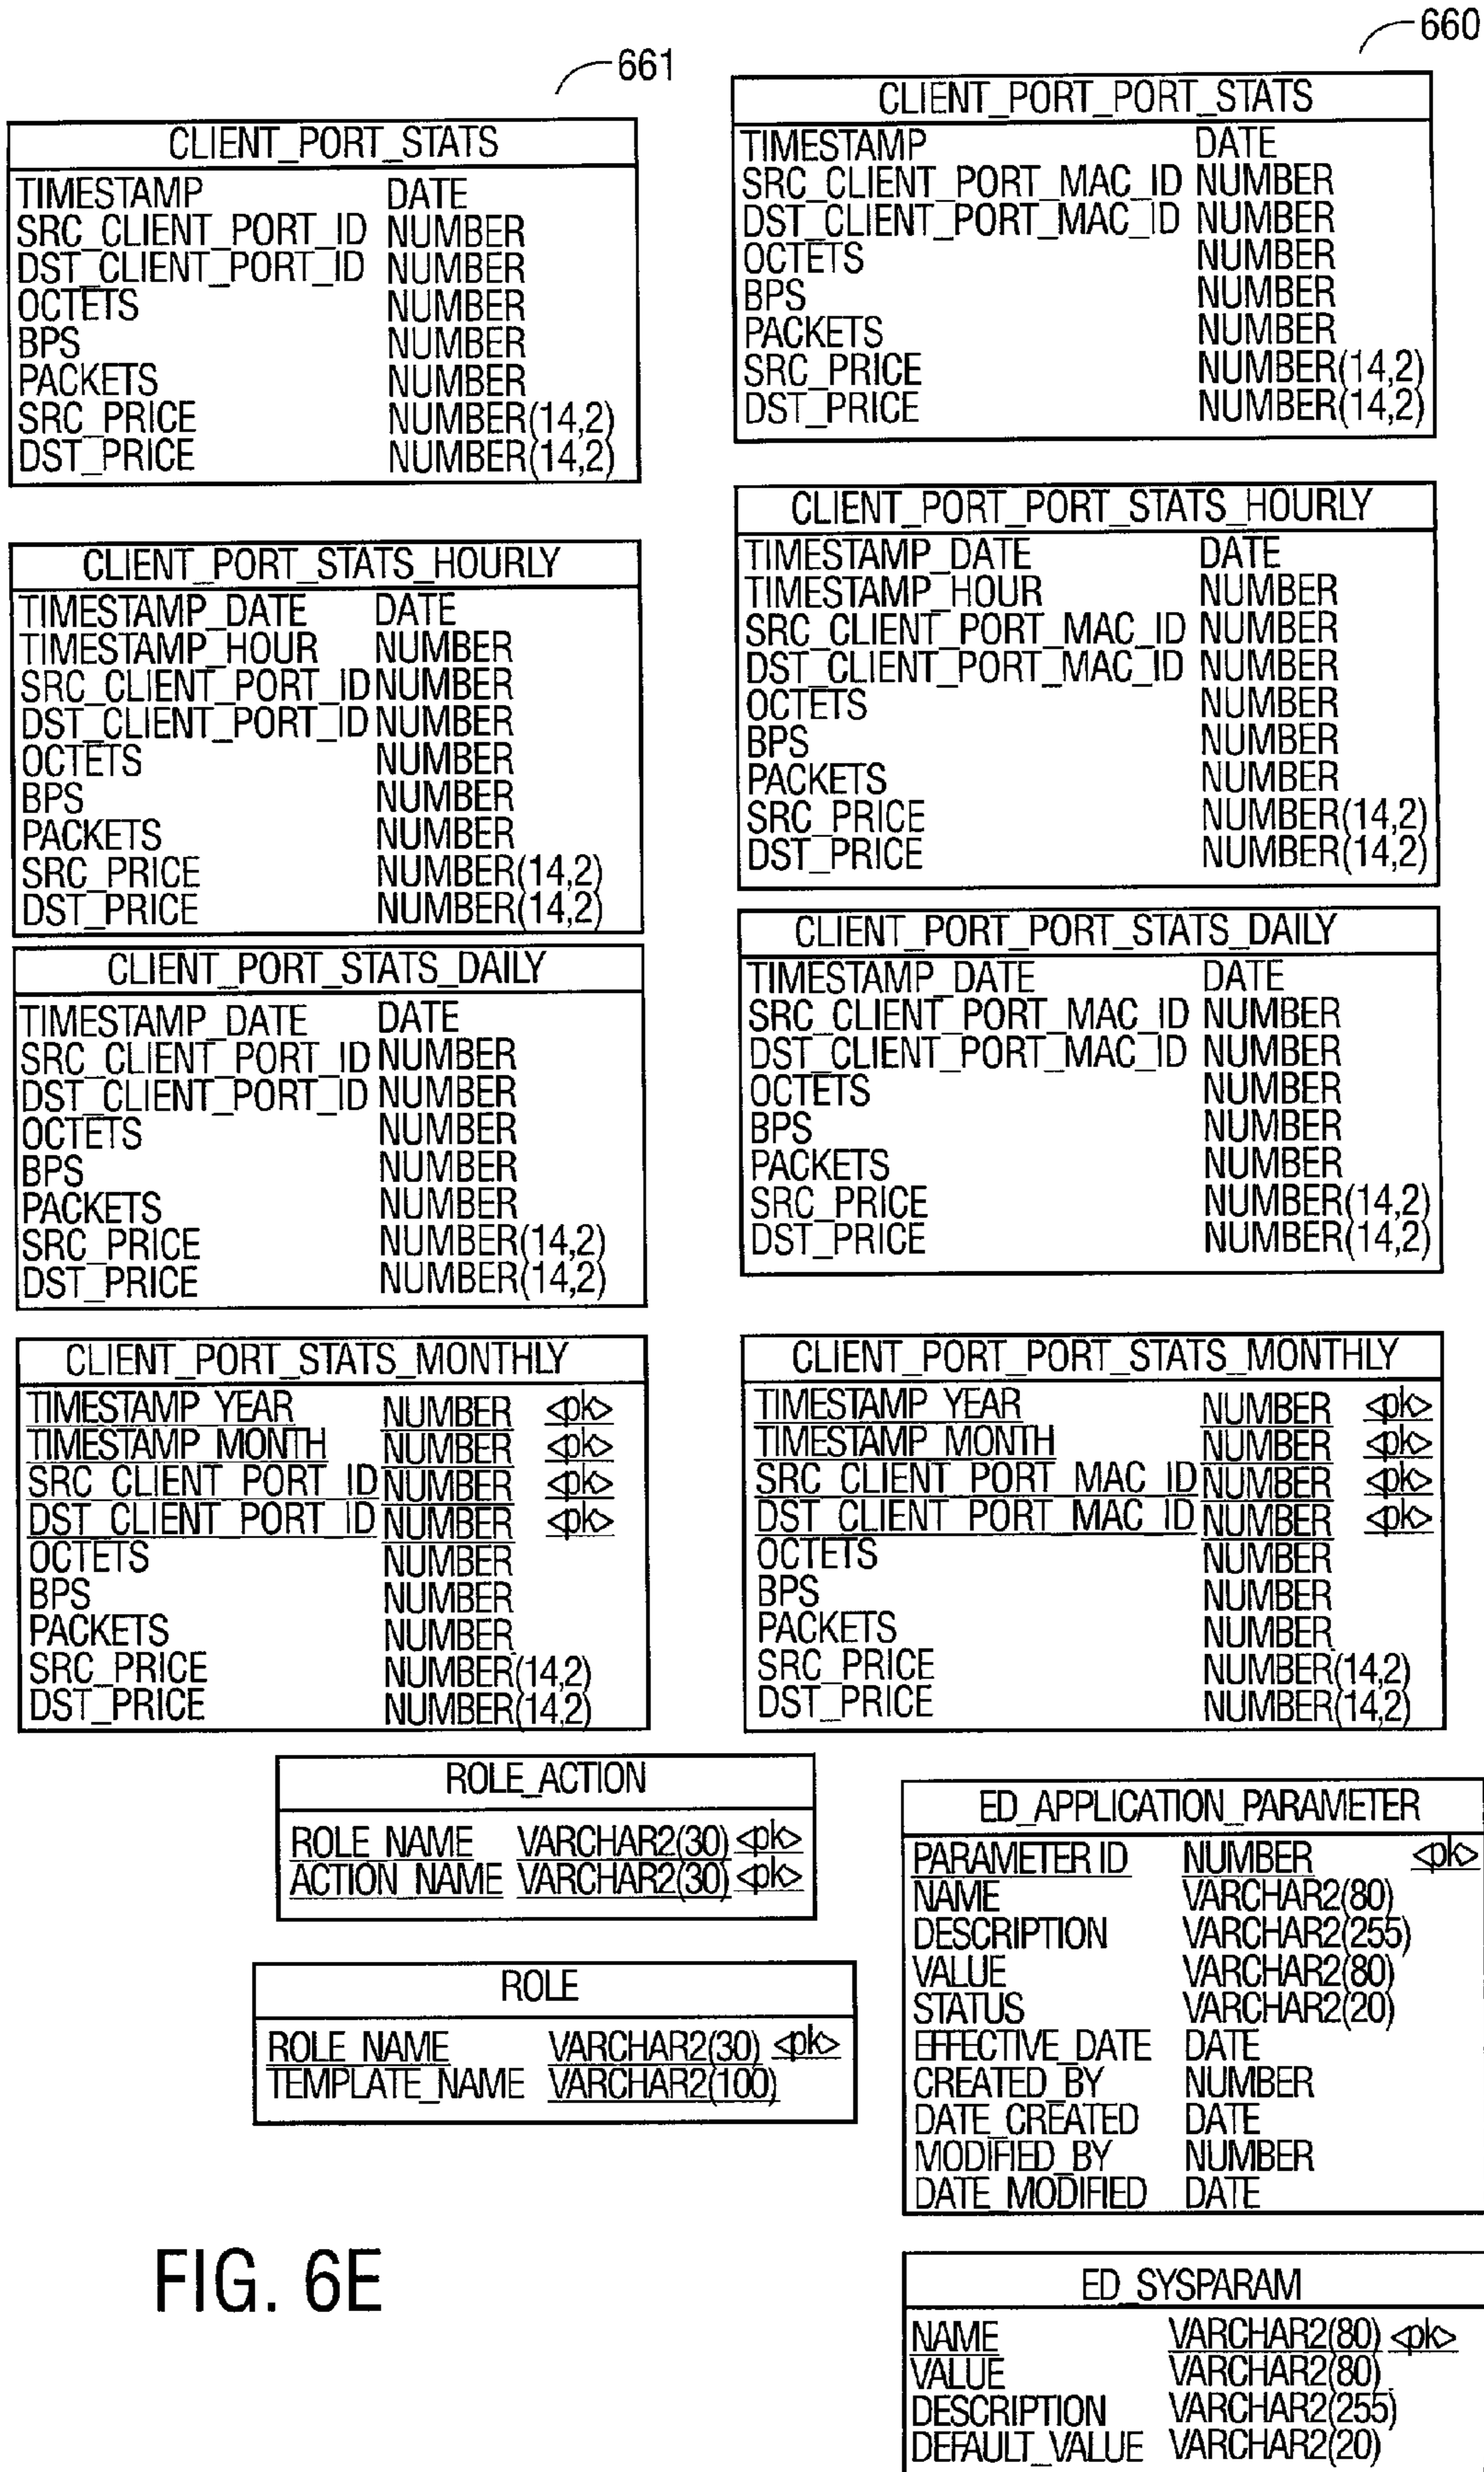 661
CLIENT_PORT_STATS
TIMESTAMP DATE
SRC_CLIENT_PORT_ID NUMBER
DST_CLIENT_PORT_ID NUMBER
OCTETS NUMBER
BPS NUMBER
PACKETS NUMBER
SRC_PRICE NUMBER(14,2)
DST_PRICE NUMBER(14,2)
CLIENT_PORT_STATS_HOURLY
TIMESTAMP_DATE DATE
TIMESTAMP_HOUR NUMBER
SRC_CLIENT_PORT_ID NUMBER
DST_CLIENT_PORT_ID NUMBER
OCTETS NUMBER
BPS NUMBER
PACKETS NUMBER
SRC_PRICE NUMBER(14,2)
DST_PRICE NUMBER(14,2)
CLIENT_PORT_STATS_DAILY
TIMESTAMP_DATE DATE
SRC_CLIENT_PORT_ID NUMBER
DST_CLIENT_PORT_ID NUMBER
OCTETS NUMBER
BPS NUMBER
PACKETS NUMBER
SRC_PRICE NUMBER(14,2)
DST_PRICE NUMBER(14,2)
CLIENT_PORT_STATS_MONTHLY
TIMESTAMP_YEAR NUMBER <pk>
TIMESTAMP_MONTH NUMBER <pk>
SRC_CLIENT_PORT_ID NUMBER <pk>
DST_CLIENT_PORT_ID NUMBER <pk>
OCTETS NUMBER
BPS NUMBER
PACKETS NUMBER
SRC_PRICE NUMBER(14,2)
DST_PRICE NUMBER(14,2)
660
CLIENT_PORT_PORT_STATS
TIMESTAMP DATE
SRC_CLIENT_PORT_MAC_ID NUMBER
DST_CLIENT_PORT_MAC_ID NUMBER
OCTETS NUMBER
BPS NUMBER
PACKETS NUMBER
SRC_PRICE NUMBER(14,2)
DST_PRICE NUMBER(14,2)
CLIENT_PORT_PORT_STATS_HOURLY
TIMESTAMP_DATE DATE
TIMESTAMP_HOUR NUMBER
SRC_CLIENT_PORT_MAC_ID NUMBER
DST_CLIENT_PORT_MAC_ID NUMBER
OCTETS NUMBER
BPS NUMBER
PACKETS NUMBER
SRC_PRICE NUMBER(14,2)
DST_PRICE NUMBER(14,2)
CLIENT_PORT_PORT_STATS_DAILY
TIMESTAMP_DATE DATE
SRC_CLIENT_PORT_MAC_ID NUMBER
DST_CLIENT_PORT_MAC_ID NUMBER
OCTETS NUMBER
BPS NUMBER
PACKETS NUMBER
SRC_PRICE NUMBER(14,2)
DST_PRICE NUMBER(14,2)
CLIENT_PORT_PORT_STATS_MONTHLY
TIMESTAMP_YEAR NUMBER <pk>
TIMESTAMP_MONTH NUMBER <pk>
SRC_CLIENT_PORT_MAC_ID NUMBER <pk>
DST_CLIENT_PORT_MAC_ID NUMBER <pk>
OCTETS NUMBER
BPS NUMBER
PACKETS NUMBER
SRC_PRICE NUMBER(14,2)
DST_PRICE NUMBER(14,2)
ROLE_ACTION
ROLE_NAME VARCHAR2(30) <pk>
ACTION_NAME VARCHAR2(30) <pk>
ROLE
ROLE_NAME VARCHAR2(30) <pk>
TEMPLATE_NAME VARCHAR2(100)
ED_APPLICATION_PARAMETER
PARAMETER ID NUMBER <pk>
NAME VARCHAR2(80)
DESCRIPTION VARCHAR2(255)
VALUE VARCHAR2(80)
STATUS VARCHAR2(20)
EFFECTIVE_DATE DATE
CREATED_BY NUMBER
DATE_CREATED DATE
MODIFIED_BY NUMBER
DATE_MODIFIED DATE
ED_SYSPARAM
NAME VARCHAR2(80) <pk>
VALUE VARCHAR2(80)
DESCRIPTION VARCHAR2(255)
DEFAULT_VALUE VARCHAR2(20)
FIG. 6E